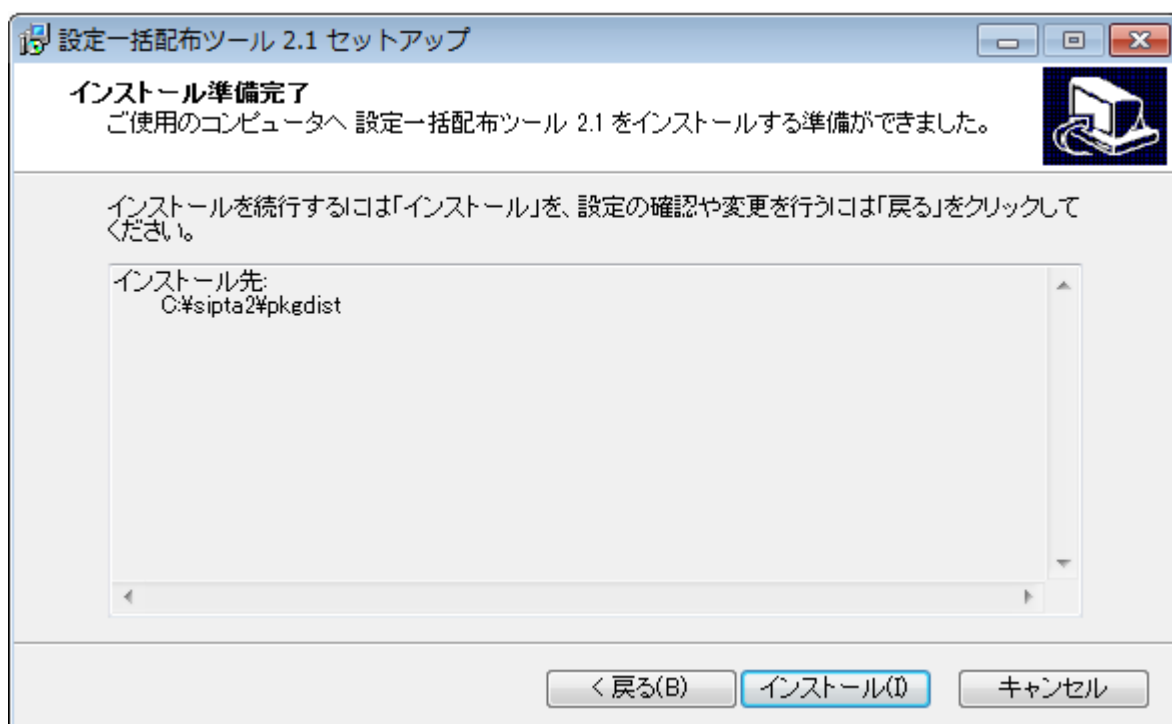 設定一括配布ツール 2.1 セットアップ
インストール準備完了
ご使用のコンピュータへ 設定一括配布ツール 2.1 をインストールする準備ができました。
インストールを続行するには「インストール」を、設定の確認や変更を行うには「戻る」をクリックして
ください。
インストール先:
C:¥sipta2¥pkgdist
< 戻る(B)
インストール(I)
キャンセル